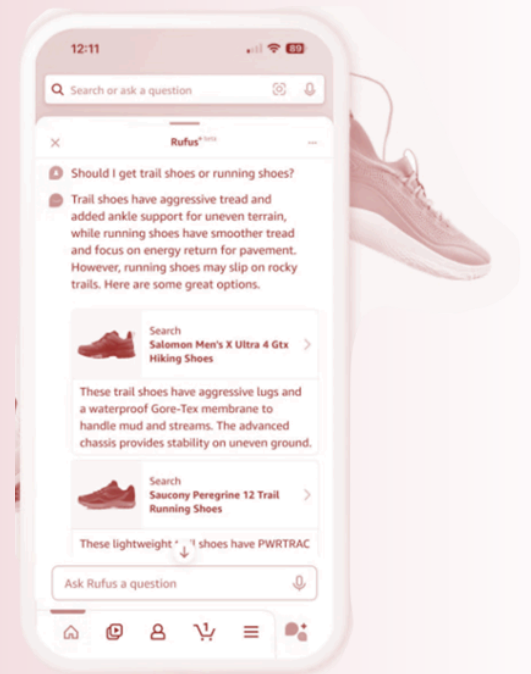 12:11
89
Search or ask a question
Rufus beta
Should I get trail shoes or running shoes?
Trail shoes have aggressive tread and
added ankle support for uneven terrain,
while running shoes have smoother tread
and focus on energy return for pavement.
However, running shoes may slip on rocky
trails. Here are some great options.
Search
Salomon Men's X Ultra 4 Gtx
Hiking Shoes
These trail shoes have aggressive lugs and
a waterproof Gore-Tex membrane to
handle mud and streams. The advanced
chassis provides stability on uneven ground.
Search
Saucony Peregrine 12 Trail
Running Shoes
These lightweight shoes have PWRTRAC
Ask Rufus a question
1